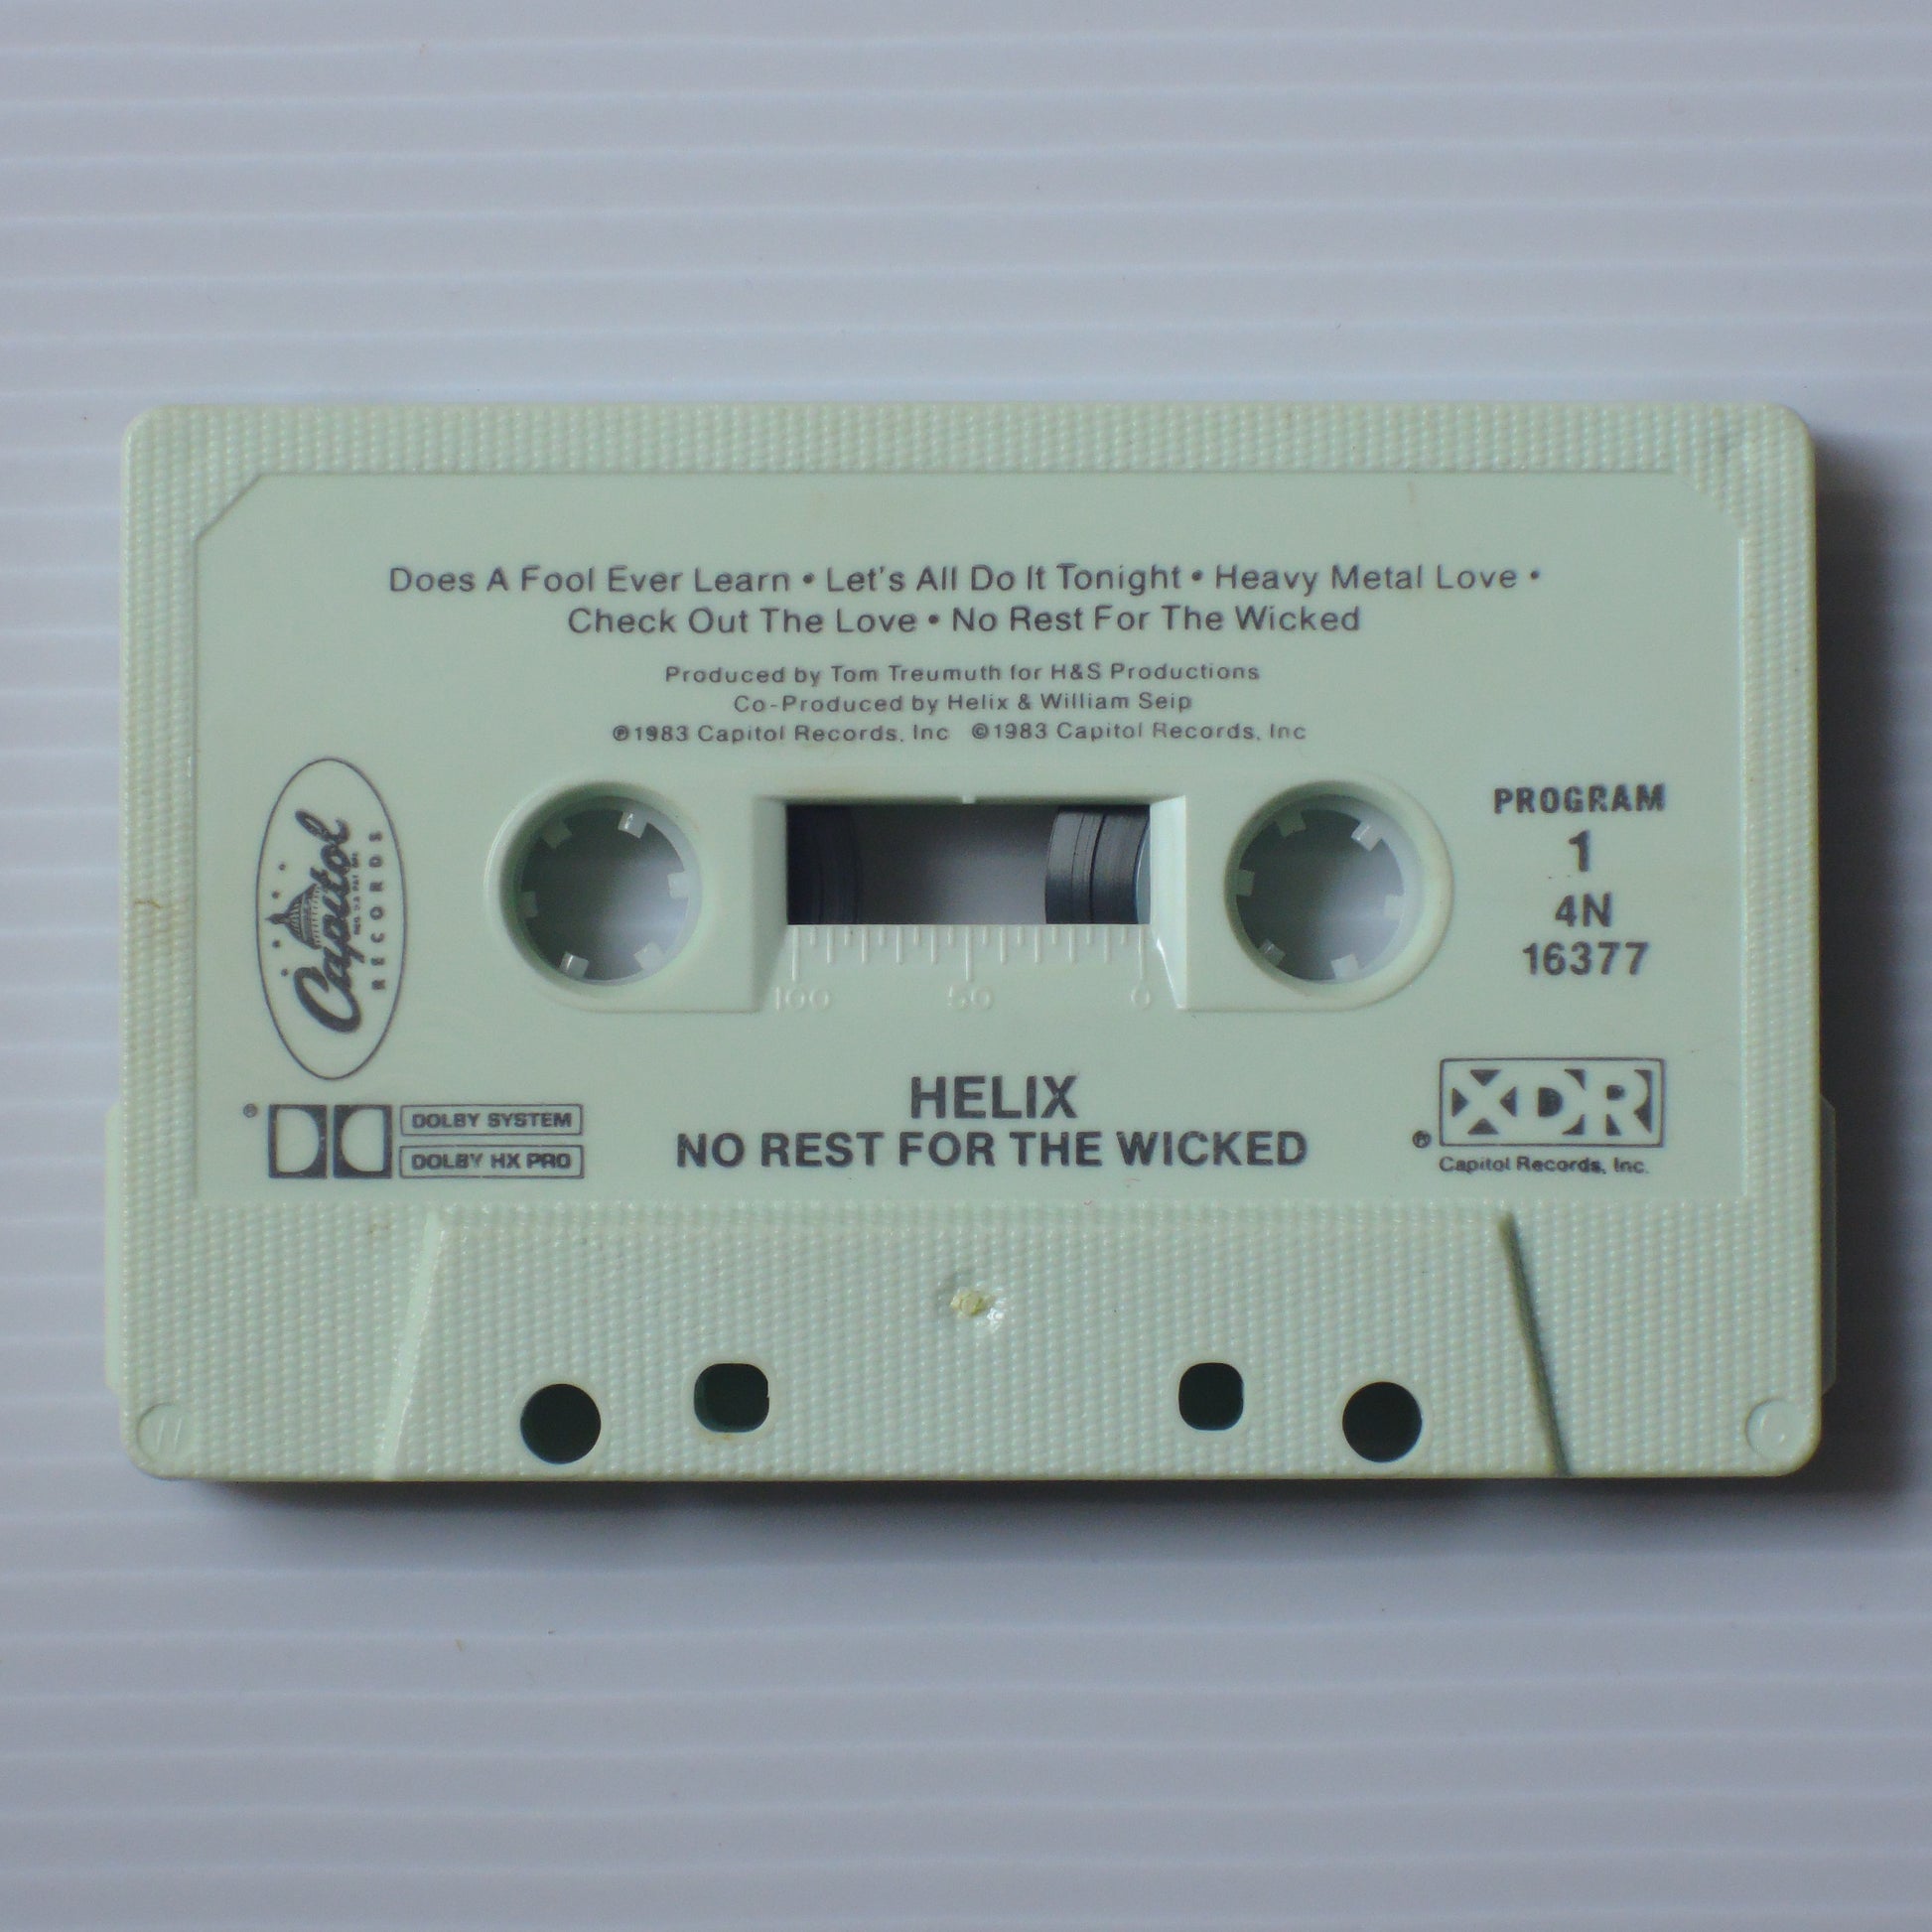 Does A Fool Ever Learn • Let's All Do It Tonight • Heavy Metal Love •
Check Out The Love • No Rest For The Wicked
Produced by Tom Treumuth for H&S Productions
Co-Produced by Helix & William Seip
℗1983 Capitol Records, Inc ©1983 Capitol Records, Inc
Capitol
RECORDS
PROGRAM
1
4N
16377
100 50 0
HELIX
NO REST FOR THE WICKED
® DOLBY SYSTEM
DOLBY HX PRO
® XDR
Capitol Records, Inc.